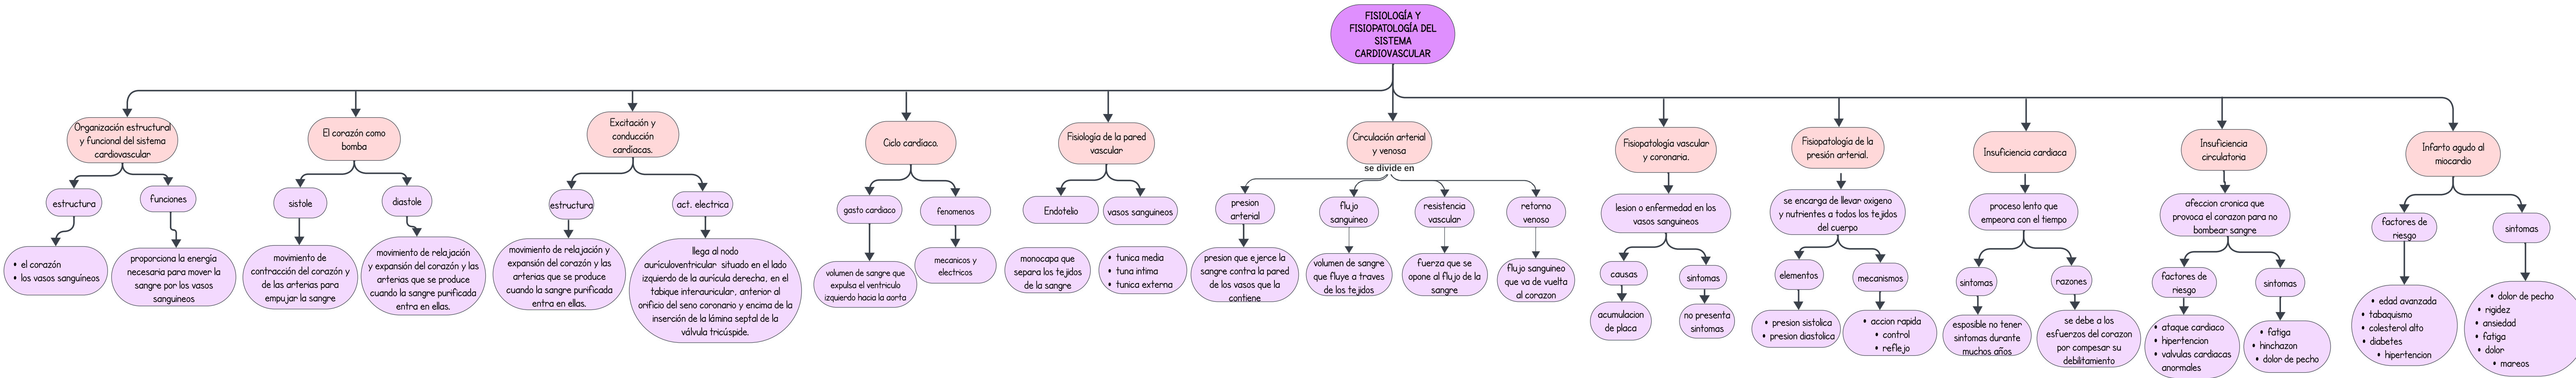 FISIOLOGÍA Y
FISIOPATOLOGÍA DEL
SISTEMA
CARDIOVASCULAR
Organización estructural
y funcional del sistema
cardiovascular
estructura
• el corazón
• los vasos sanguíneos
funciones
proporciona la energía
necesaria para mover la
sangre por los vasos
sanguineos
El corazón como
bomba
sistole
movimiento de
contracción del corazón y
de las arterias para
empujar la sangre
diastole
movimiento de relajación
y expansión del corazón y las
arterias que se produce
cuando la sangre purificada
entra en ellas.
Excitación y
conducción
cardíacas.
estructura
movimiento de relajación y
expansión del corazón y las
arterias que se produce
cuando la sangre purificada
entra en ellas.
act. electrica
llega al nodo
aurículoventricular situado en el lado
izquierdo de la aurícula derecha, en el
tabique interauricular, anterior al
orificio del seno coronario y encima de la
inserción de la lámina septal de la
válvula tricúspide.
Ciclo cardíaco.
gasto cardiaco
volumen de sangre que
expulsa el ventriculo
izquierdo hacia la aorta
fenomenos
mecanicos y
electricos
Fisiología de la pared
vascular
Endotelio
monocapa que
separa los tejidos
de la sangre
vasos sanguineos
• tunica media
• tuna intima
• tunica externa
Circulación arterial
y venosa
se divide en
presion
arterial
presion que ejerce la
sangre contra la pared
de los vasos que la
contiene
flujo
sanguineo
volumen de sangre
que fluye a traves
de los tejidos
resistencia
vascular
fuerza que se
opone al flujo de la
sangre
retorno
venoso
flujo sanguineo
que va de vuelta
al corazon
Fisiopatología vascular
y coronaria.
lesion o enfermedad en los
vasos sanguineos
causas
acumulacion
de placa
sintomas
no presenta
sintomas
Fisiopatología de la
presión arterial.
se encarga de llevar oxigeno
y nutrientes a todos los tejidos
del cuerpo
elementos
• presion sistolica
• presion diastolica
mecanismos
• accion rapida
• control
• reflejo
Insuficiencia cardiaca
proceso lento que
empeora con el tiempo
sintomas
esposible no tener
sintomas durante
muchos años
razones
se debe a los
esfuerzos del corazon
por compesar su
debilitamiento
Insuficiencia
circulatoria
afeccion cronica que
provoca el corazon para no
bombear sangre
factores de
riesgo
• ataque cardiaco
• hipertencion
• valvulas cardiacas
anormales
sintomas
• fatiga
• hinchazon
• dolor de pecho
Infarto agudo al
miocardio
factores de
riesgo
• edad avanzada
• tabaquismo
• colesterol alto
• diabetes
• hipertencion
sintomas
• dolor de pecho
• rigidez
• ansiedad
• fatiga
• dolor
• mareos